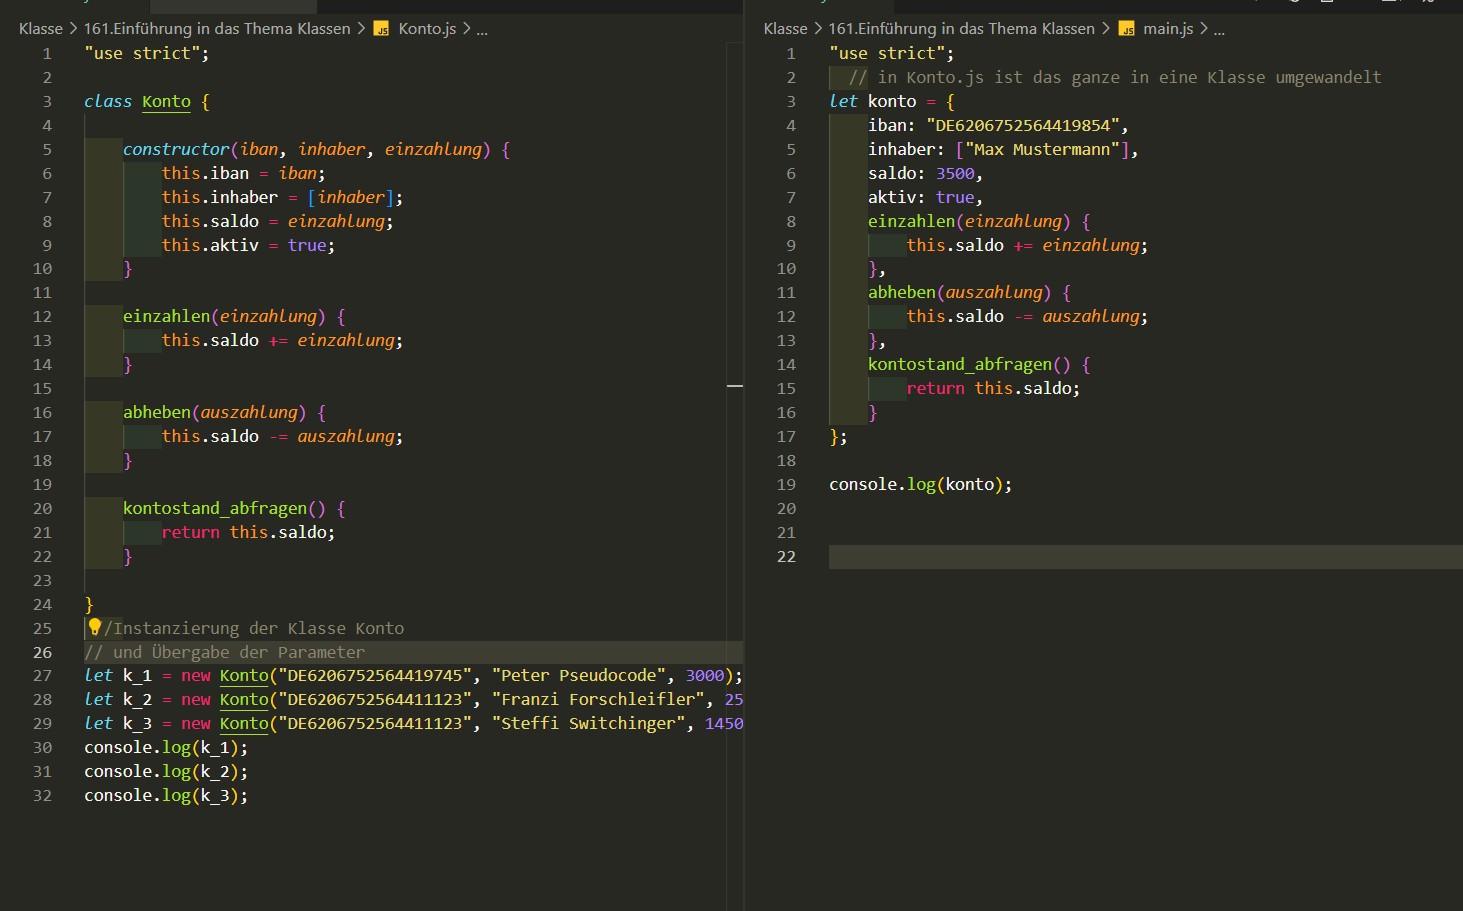 Klasse > 161.Einführung in das Thema Klassen > JS Konto.js > ...
1 "use strict";
2
3 class Konto {
4
5 constructor(iban, inhaber, einzahlung) {
6 this.iban = iban;
7 this.inhaber = [inhaber];
8 this.saldo = einzahlung;
9 this.aktiv = true;
10 }
11
12 einzahlen(einzahlung) {
13 this.saldo += einzahlung;
14 }
15
16 abheben(auszahlung) {
17 this.saldo -= auszahlung;
18 }
19
20 kontostand_abfragen() {
21 return this.saldo;
22 }
23
24 }
25 /Instanzierung der Klasse Konto
26 // und Übergabe der Parameter
27 let k_1 = new Konto("DE6206752564419745", "Peter Pseudocode", 3000);
28 let k_2 = new Konto("DE6206752564411123", "Franzi Forschleifler", 25
29 let k_3 = new Konto("DE6206752564411123", "Steffi Switchinger", 1450
30 console.log(k_1);
31 console.log(k_2);
32 console.log(k_3);
Klasse > 161.Einführung in das Thema Klassen > JS main.js > ...
1 "use strict";
2 // in Konto.js ist das ganze in eine Klasse umgewandelt
3 let konto = {
4 iban: "DE6206752564419854",
5 inhaber: ["Max Mustermann"],
6 saldo: 3500,
7 aktiv: true,
8 einzahlen(einzahlung) {
9 this.saldo += einzahlung;
10 },
11 abheben(auszahlung) {
12 this.saldo -= auszahlung;
13 },
14 kontostand_abfragen() {
15 return this.saldo;
16 }
17 };
18
19 console.log(konto);
20
21
22